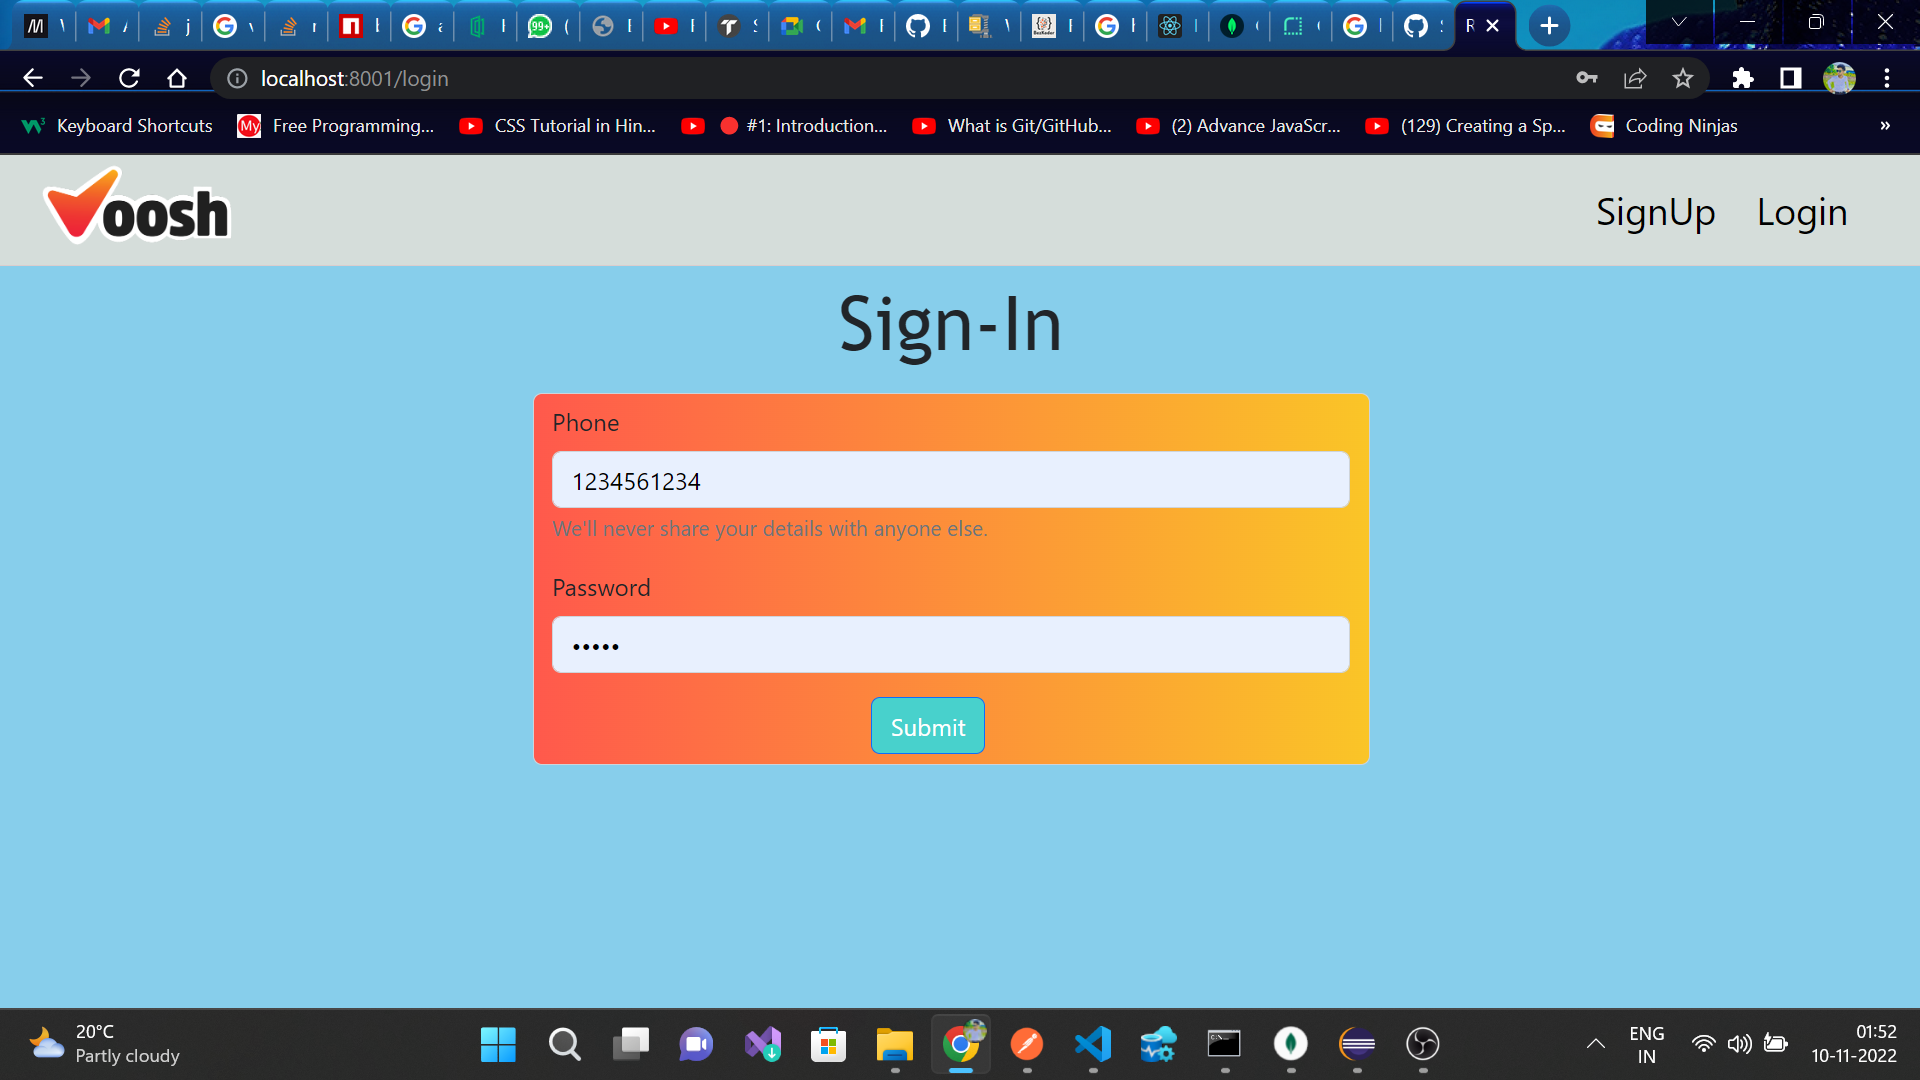 localhost:8001/login
Keyboard Shortcuts
My
Free Programming...
CSS Tutorial in Hin...
#1: Introduction...
What is Git/GitHub...
(2) Advance JavaScr...
(129) Creating a Sp...
Coding Ninjas
»
Voosh
SignUp
Login
Sign-In
Phone
1234561234
We'll never share your details with anyone else.
Password
•••••
Submit
20°C
Partly cloudy
ENG
IN
01:52
10-11-2022